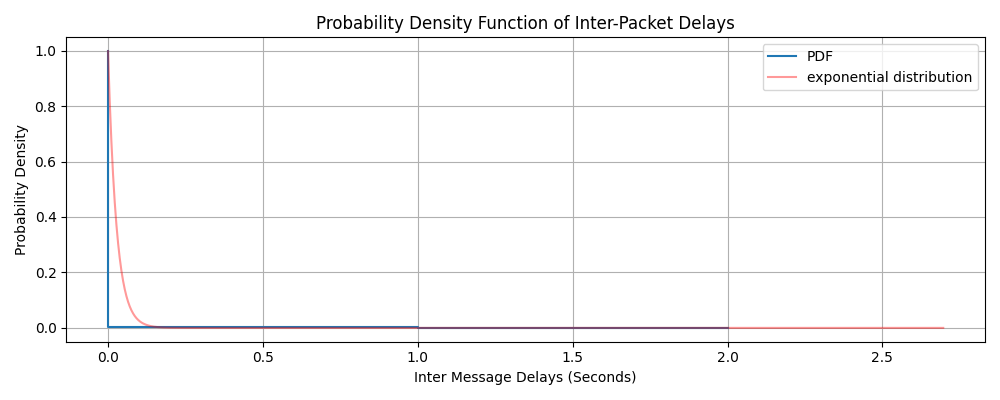 Probability Density Function of Inter-Packet Delays
PDF
exponential distribution
Probability Density
1.0
0.8
0.6
0.4
0.2
0.0
0.0 0.5 1.0 1.5 2.0 2.5
Inter Message Delays (Seconds)